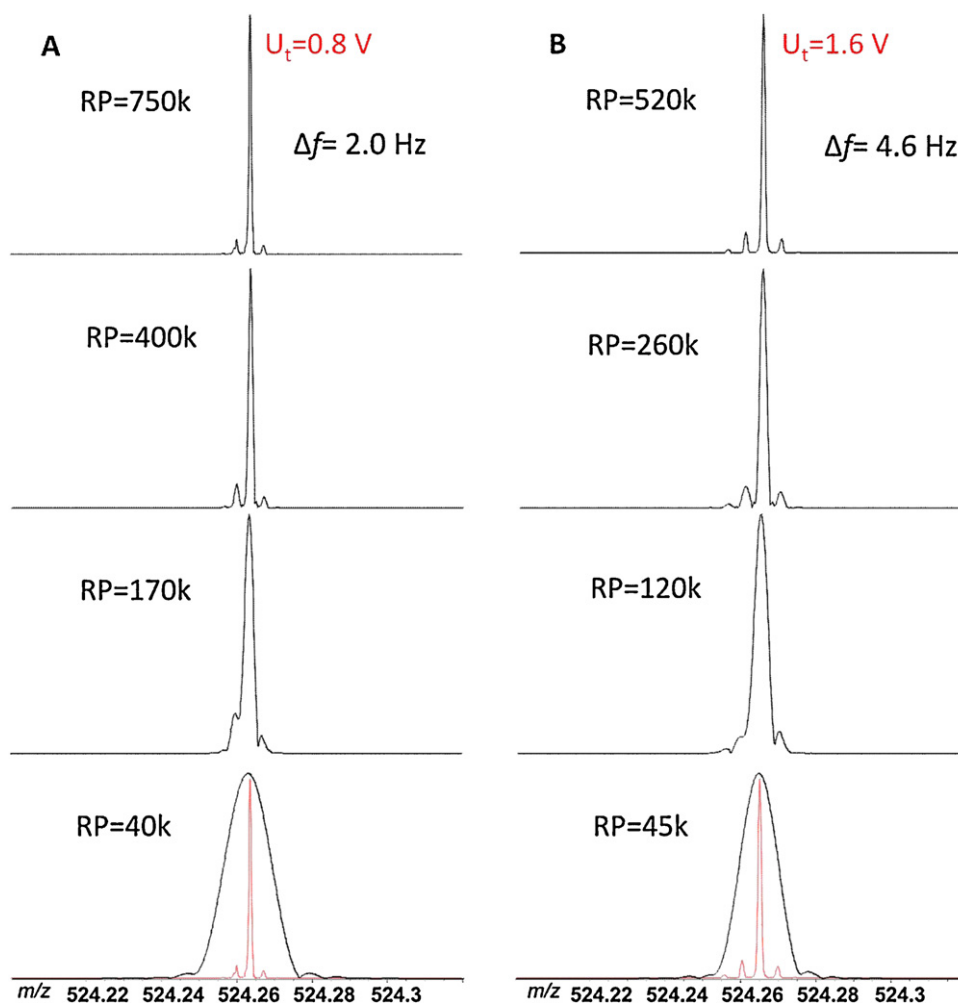 A
U_t=0.8 V
B
U_t=1.6 V
RP=750k
Δf= 2.0 Hz
RP=520k
Δf= 4.6 Hz
RP=400k
RP=260k
RP=170k
RP=120k
RP=40k
RP=45k
m/z 524.22 524.24 524.26 524.28 524.3
m/z 524.22 524.24 524.26 524.28 524.3